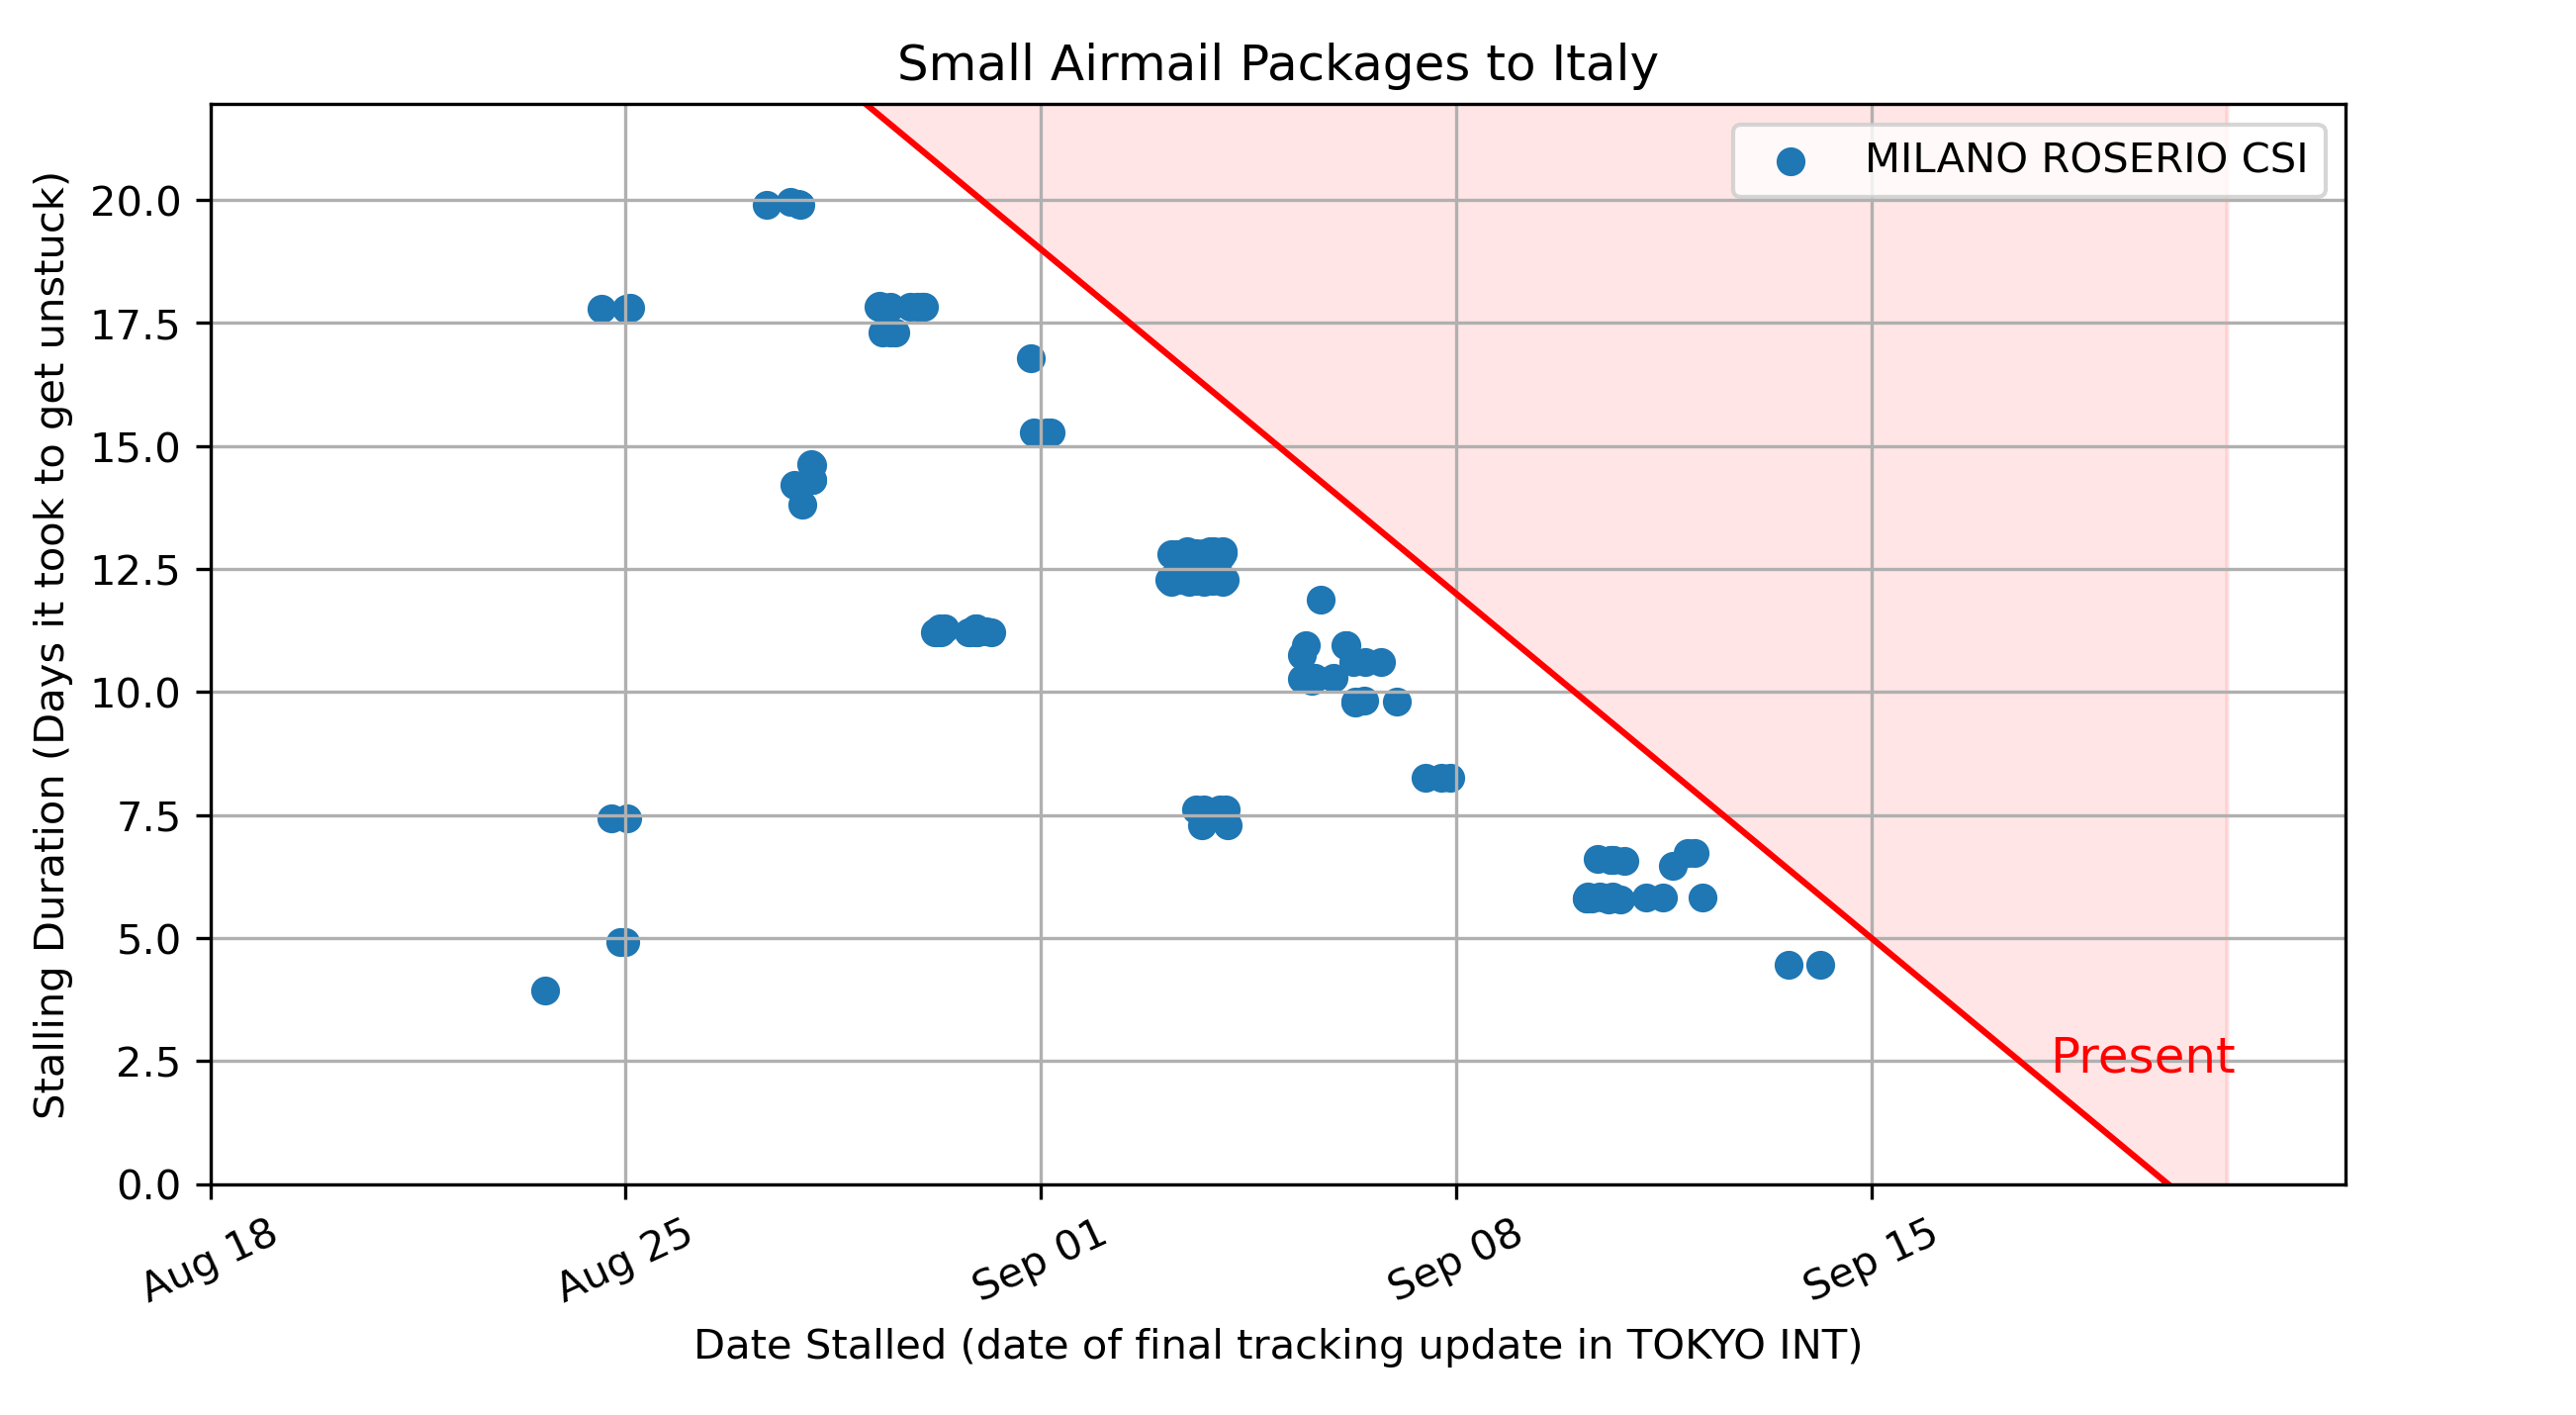 Small Airmail Packages to Italy
MILANO ROSERIO CSI
Stalling Duration (Days it took to get unstuck)
20.0
17.5
15.0
12.5
10.0
7.5
5.0
2.5
0.0
Present
Aug 18
Aug 25
Sep 01
Sep 08
Sep 15
Date Stalled (date of final tracking update in TOKYO INT)